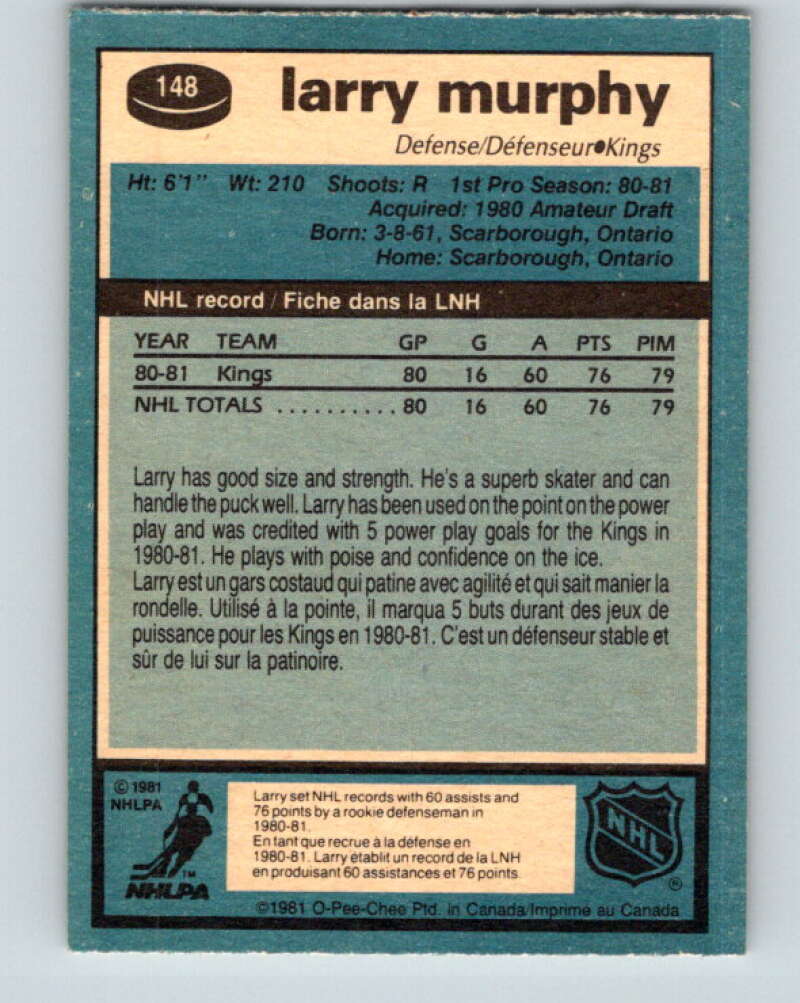 148
larry murphy
Defense/Défenseur•Kings
Ht: 6'1" Wt: 210 Shoots: R 1st Pro Season: 80-81
Acquired: 1980 Amateur Draft
Born: 3-8-61, Scarborough, Ontario
Home: Scarborough, Ontario
NHL record / Fiche dans la LNH
YEAR TEAM GP G A PTS PIM
80-81 Kings 80 16 60 76 79
NHL TOTALS .......... 80 16 60 76 79
Larry has good size and strength. He's a superb skater and can
handle the puck well. Larry has been used on the point on the power
play and was credited with 5 power play goals for the Kings in
1980-81. He plays with poise and confidence on the ice.
Larry est un gars costaud qui patine avec agilité et qui sait manier la
rondelle. Utilisé à la pointe, il marqua 5 buts durant des jeux de
puissance pour les Kings en 1980-81. C'est un défenseur stable et
sûr de lui sur la patinoire.
© 1981
NHLPA
TM
NHLPA
Larry set NHL records with 60 assists and
76 points by a rookie defenseman in
1980-81.
En tant que recrue à la défense en
1980-81. Larry établit un record de la LNH
en produisant 60 assistances et 76 points.
NHL
®
©1981 O-Pee-Chee Ptd. in Canada/Imprimé au Canada